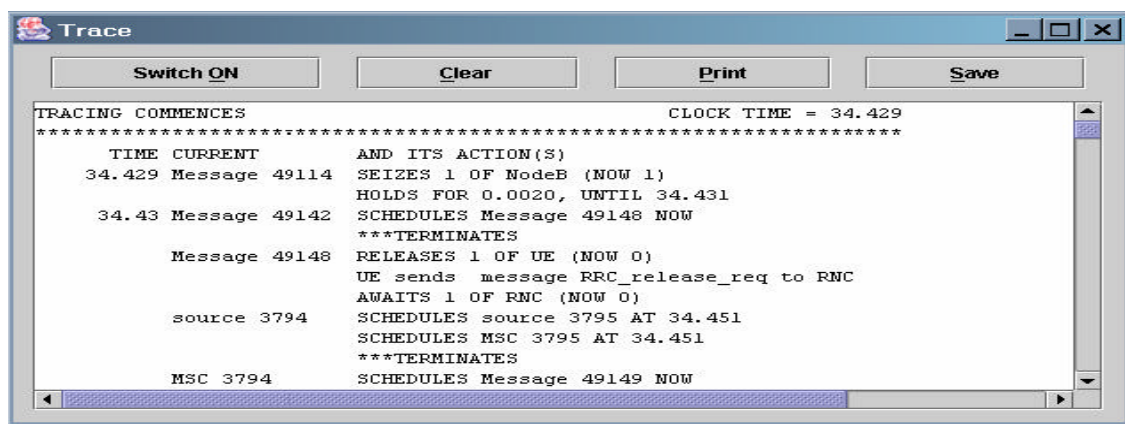 Trace
Switch ON Clear Print Save
TRACING COMMENCES CLOCK TIME = 34.429
**********************************************************************
TIME CURRENT AND ITS ACTION(S)
34.429 Message 49114 SEIZES 1 OF NodeB (NOW 1)
HOLDS FOR 0.0020, UNTIL 34.431
34.43 Message 49142 SCHEDULES Message 49148 NOW
***TERMINATES
Message 49148 RELEASES 1 OF UE (NOW 0)
UE sends message RRC_release_req to RNC
AWAITS 1 OF RNC (NOW 0)
source 3794 SCHEDULES source 3795 AT 34.451
SCHEDULES MSC 3795 AT 34.451
***TERMINATES
MSC 3794 SCHEDULES Message 49149 NOW